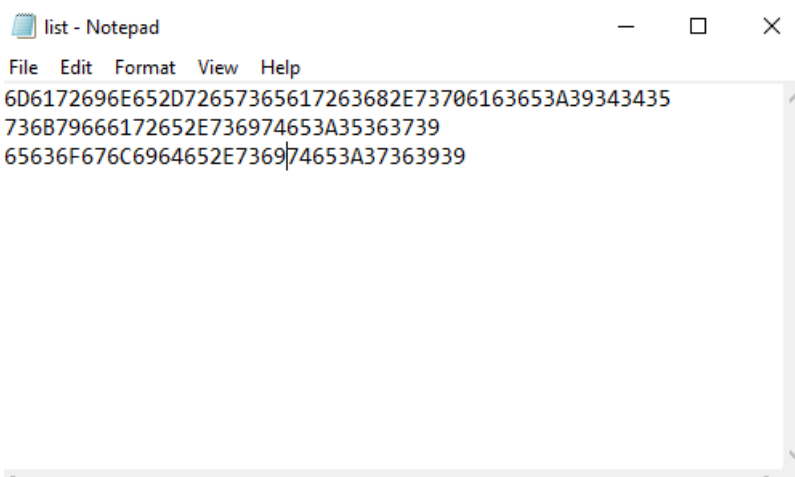 list - Notepad
File Edit Format View Help
6D6172696E652D72657365617263682E73706163653A39343435
736B79666172652E736974653A35363739
65636F676C6964652E736974653A37363939